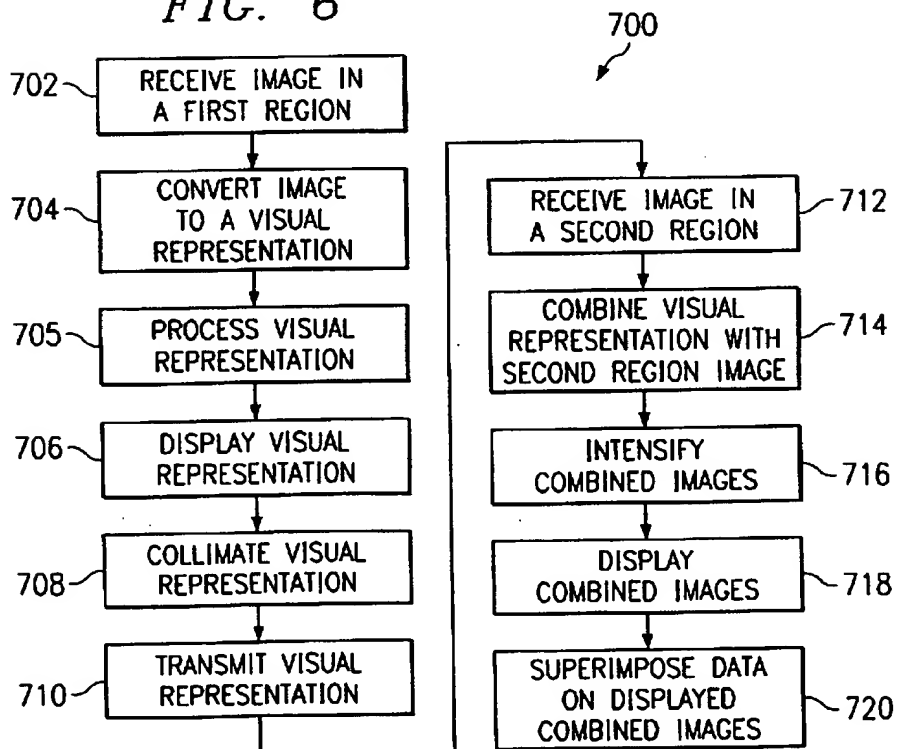 FIG. 6
700
702
RECEIVE IMAGE IN
A FIRST REGION
704
CONVERT IMAGE
TO A VISUAL
REPRESENTATION
705
PROCESS VISUAL
REPRESENTATION
706
DISPLAY VISUAL
REPRESENTATION
708
COLLIMATE VISUAL
REPRESENTATION
710
TRANSMIT VISUAL
REPRESENTATION
RECEIVE IMAGE IN
A SECOND REGION
712
COMBINE VISUAL
REPRESENTATION WITH
SECOND REGION IMAGE
714
INTENSIFY
COMBINED IMAGES
716
DISPLAY
COMBINED IMAGES
718
SUPERIMPOSE DATA
ON DISPLAYED
COMBINED IMAGES
720